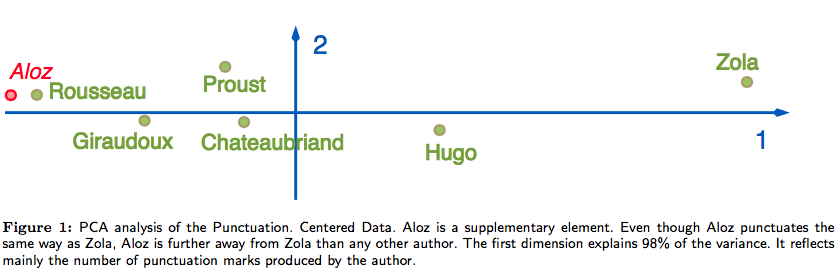 2
Aloz
Zola
Rousseau
Proust
Giraudoux
Chateaubriand
Hugo
1
Figure 1: PCA analysis of the Punctuation. Centered Data. Aloz is a supplementary element. Even though Aloz punctuates the
same way as Zola, Aloz is further away from Zola than any other author. The first dimension explains 98% of the variance. It reflects
mainly the number of punctuation marks produced by the author.